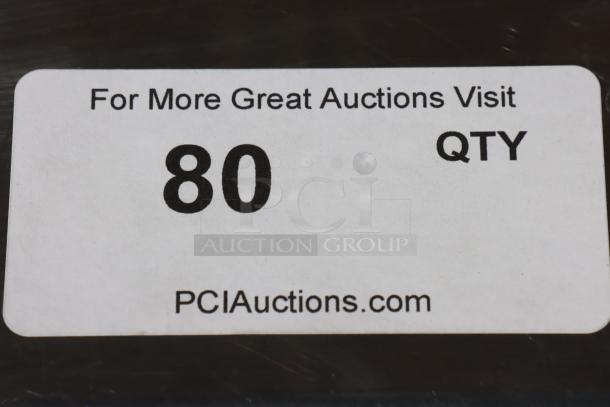 For More Great Auctions Visit
80
QTY
PCI
AUCTION GROUP
PCIAuctions.com